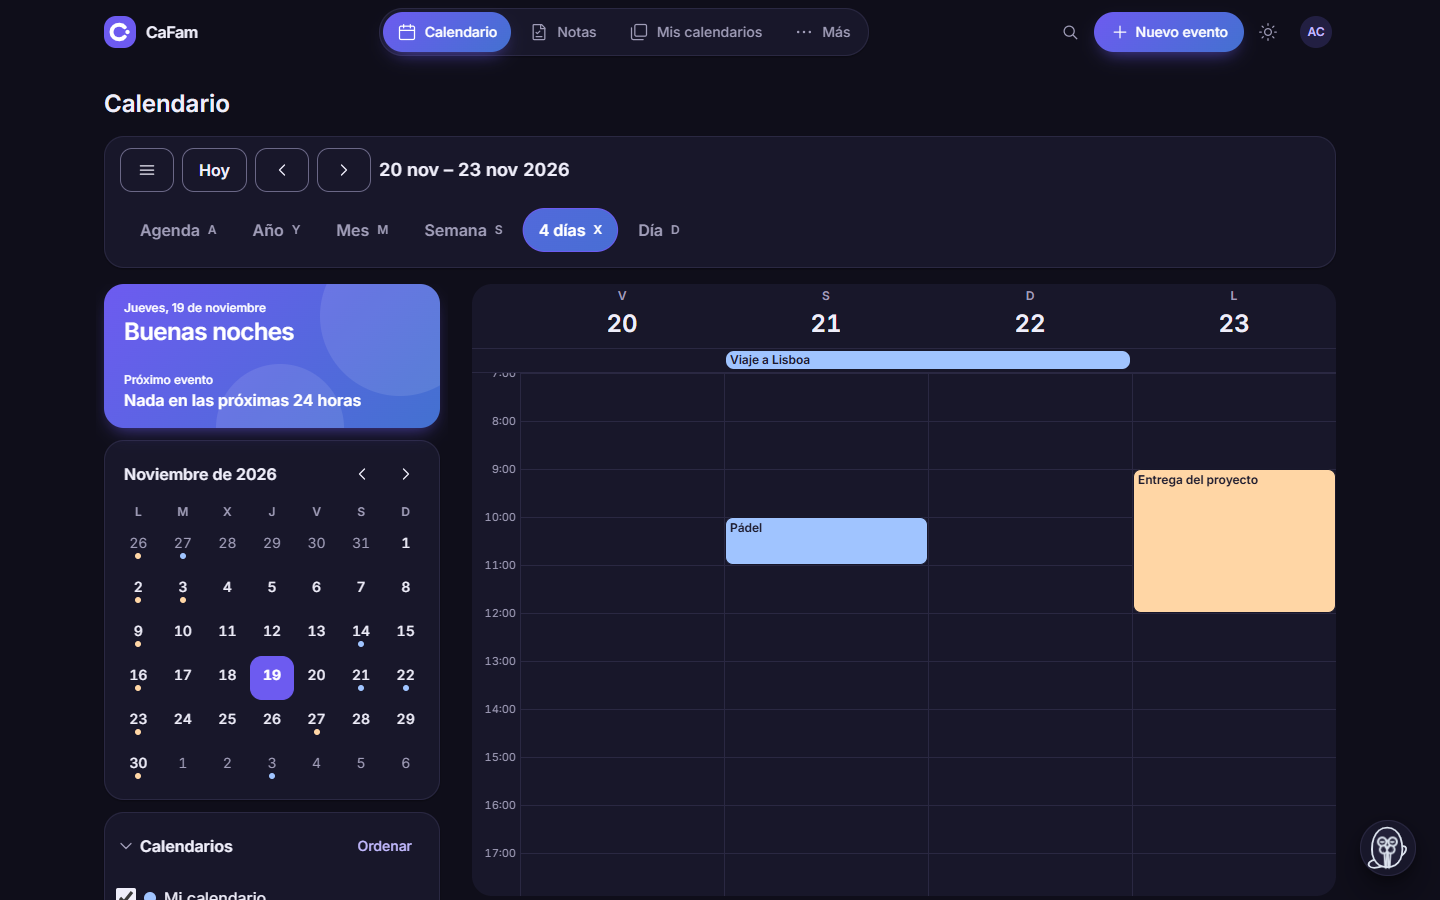 CaFam
Calendario
Notas
Mis calendarios
Más
Nuevo evento
AC
Calendario
Hoy
20 nov – 23 nov 2026
Agenda A
Año Y
Mes M
Semana S
4 días X
Día D
Jueves, 19 de noviembre
Buenas noches
Próximo evento
Nada en las próximas 24 horas
Noviembre de 2026
L M X J V S D
26 27 28 29 30 31 1
2 3 4 5 6 7 8
9 10 11 12 13 14 15
16 17 18 19 20 21 22
23 24 25 26 27 28 29
30 1 2 3 4 5 6
Calendarios
Ordenar
Mi calendario
V S D L
20 21 22 23
Viaje a Lisboa
7:00
8:00
9:00
Entrega del proyecto
10:00
Pádel
11:00
12:00
13:00
14:00
15:00
16:00
17:00